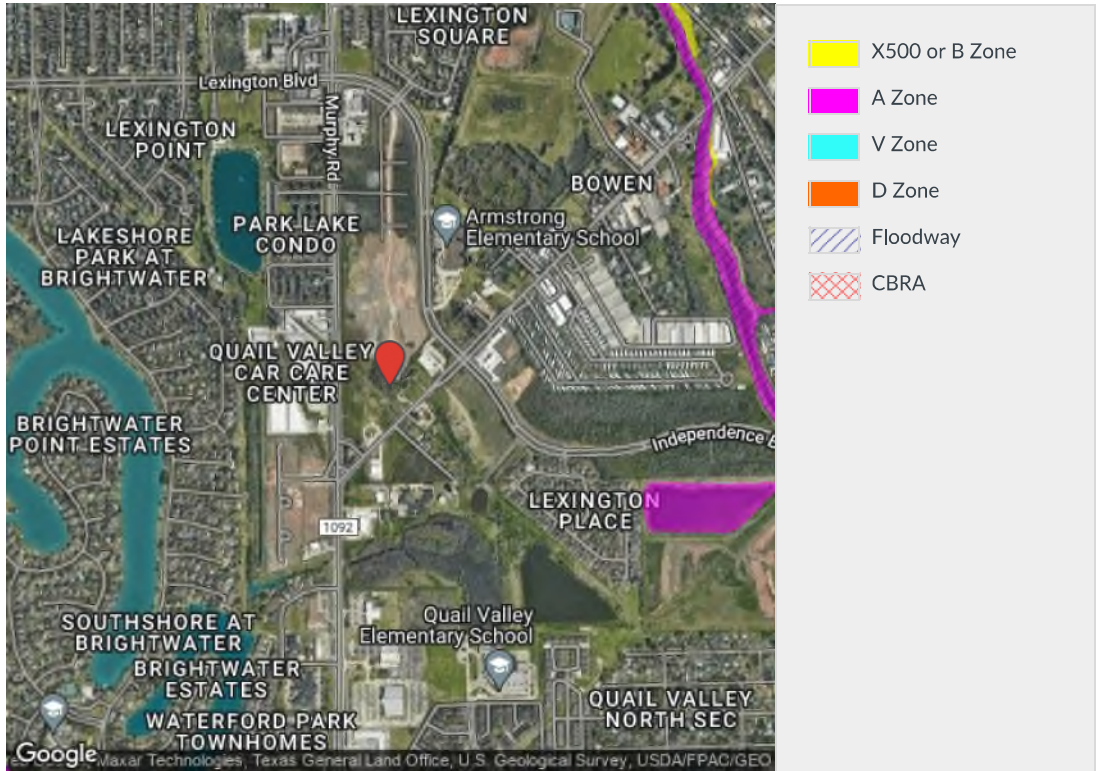 LEXINGTON
SQUARE
Lexington Blvd
Murphy Rd
LEXINGTON
POINT
BOWEN
PARK LAKE
CONDO
Armstrong
Elementary School
LAKESHORE
PARK AT
BRIGHTWATER
QUAIL VALLEY
CAR CARE
CENTER
BRIGHTWATER
POINT ESTATES
Independence B
LEXINGTON
PLACE
1092
Quail Valley
Elementary School
SOUTHSHORE AT
BRIGHTWATER
BRIGHTWATER
ESTATES
QUAIL VALLEY
NORTH SEC
WATERFORD PARK
TOWNHOMES
Google
Maxar Technologies, Texas General Land Office, U.S. Geological Survey, USDA/FPAC/GEO
X500 or B Zone
A Zone
V Zone
D Zone
Floodway
CBRA